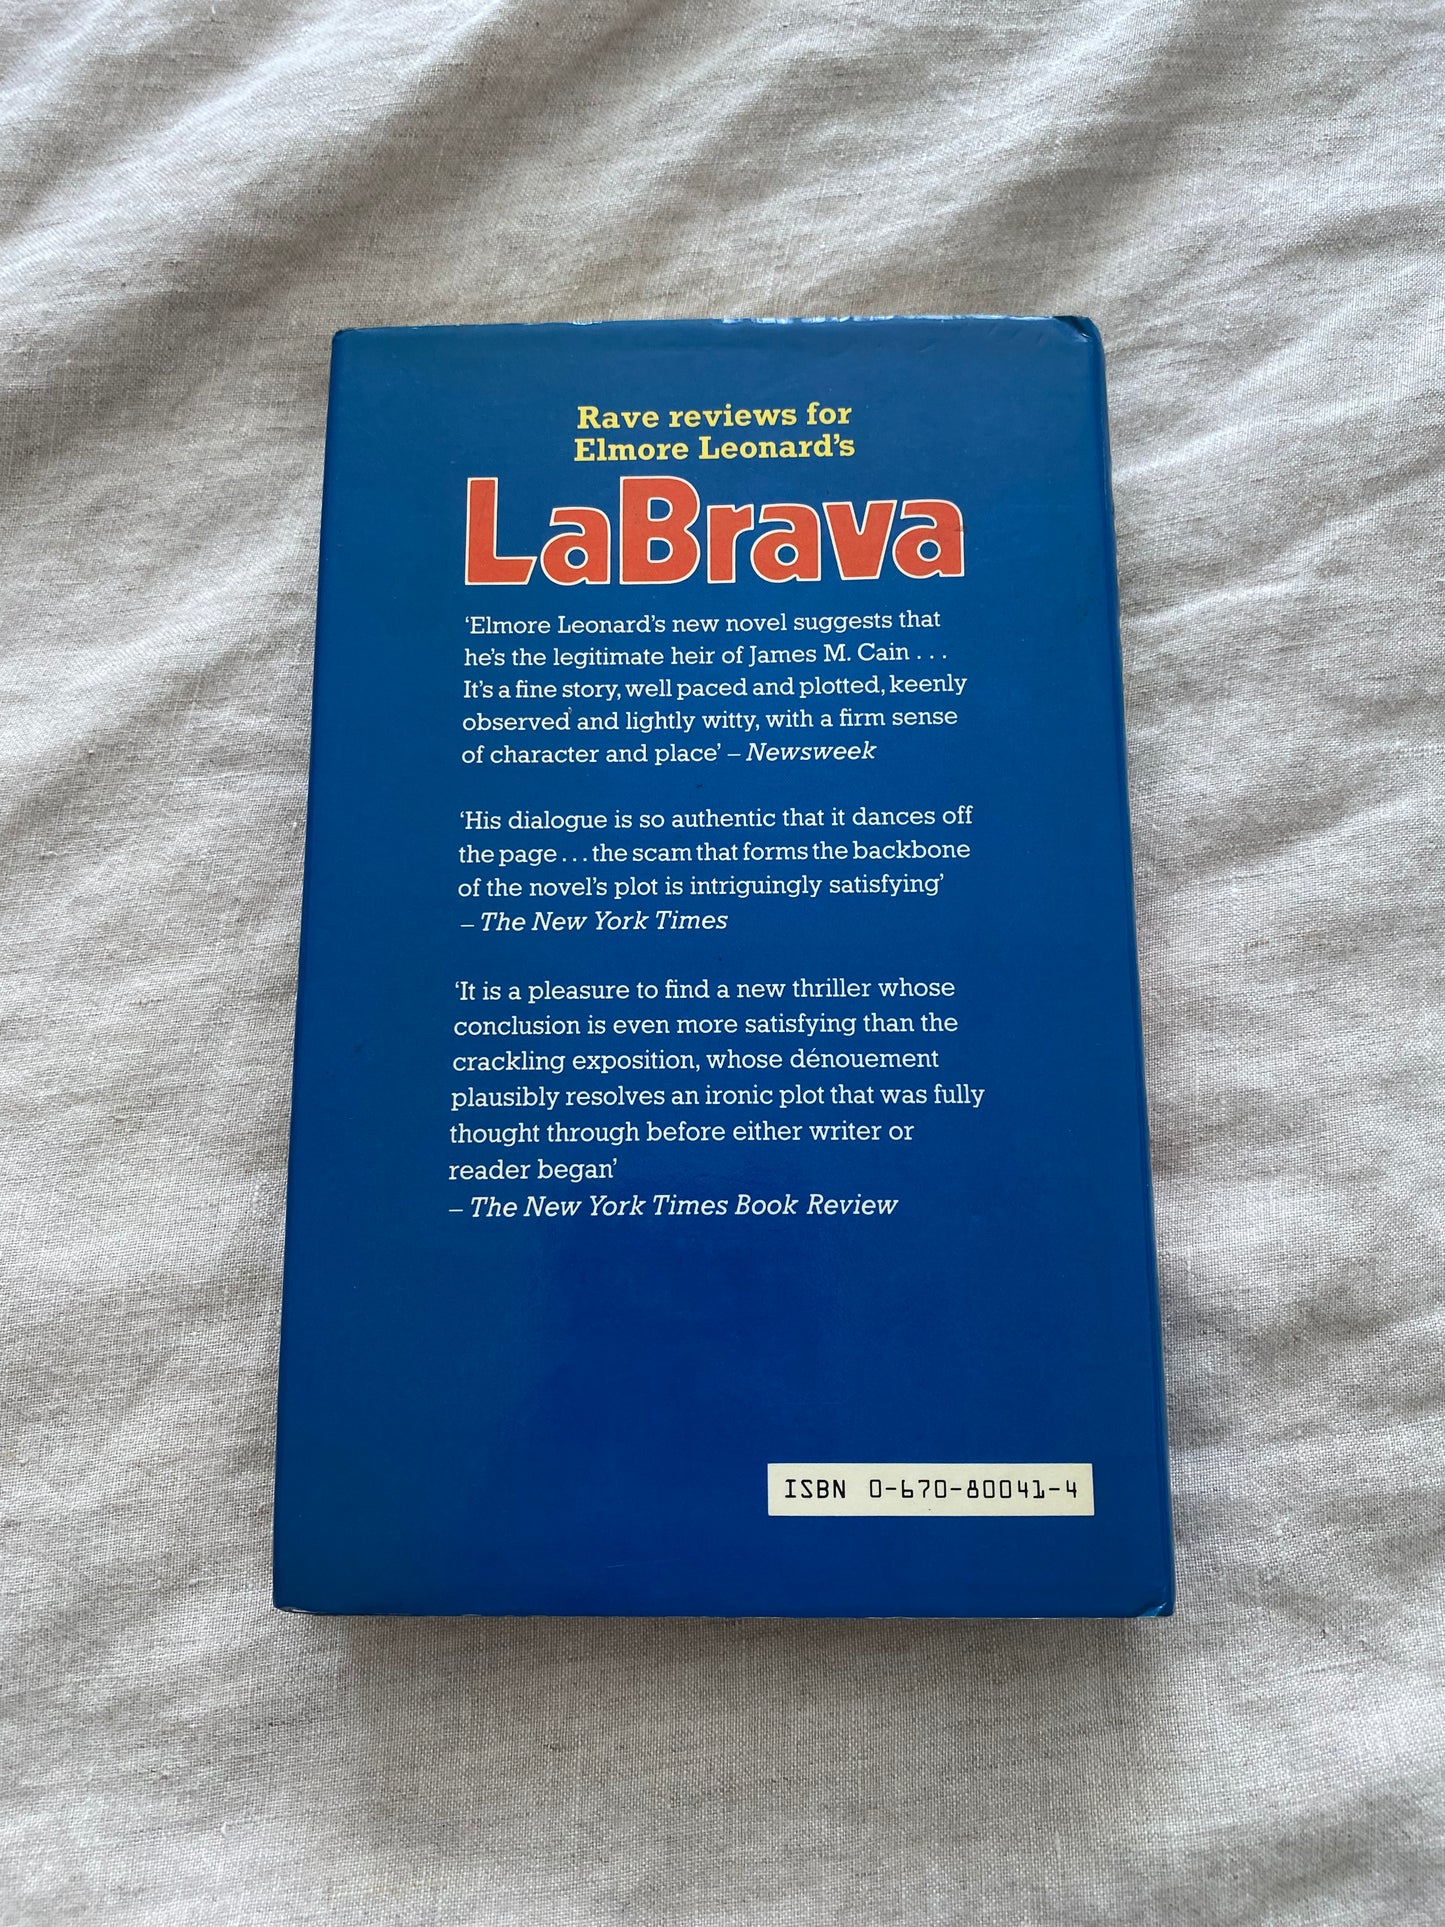 Rave reviews for
Elmore Leonard's
LaBrava
‘Elmore Leonard's new novel suggests that
he's the legitimate heir of James M. Cain . . .
It's a fine story, well paced and plotted, keenly
observed and lightly witty, with a firm sense
of character and place’ – Newsweek
‘His dialogue is so authentic that it dances off
the page . . . the scam that forms the backbone
of the novel's plot is intriguingly satisfying’
– The New York Times
‘It is a pleasure to find a new thriller whose
conclusion is even more satisfying than the
crackling exposition, whose dénouement
plausibly resolves an ironic plot that was fully
thought through before either writer or
reader began’
– The New York Times Book Review
ISBN 0-670-80041-4